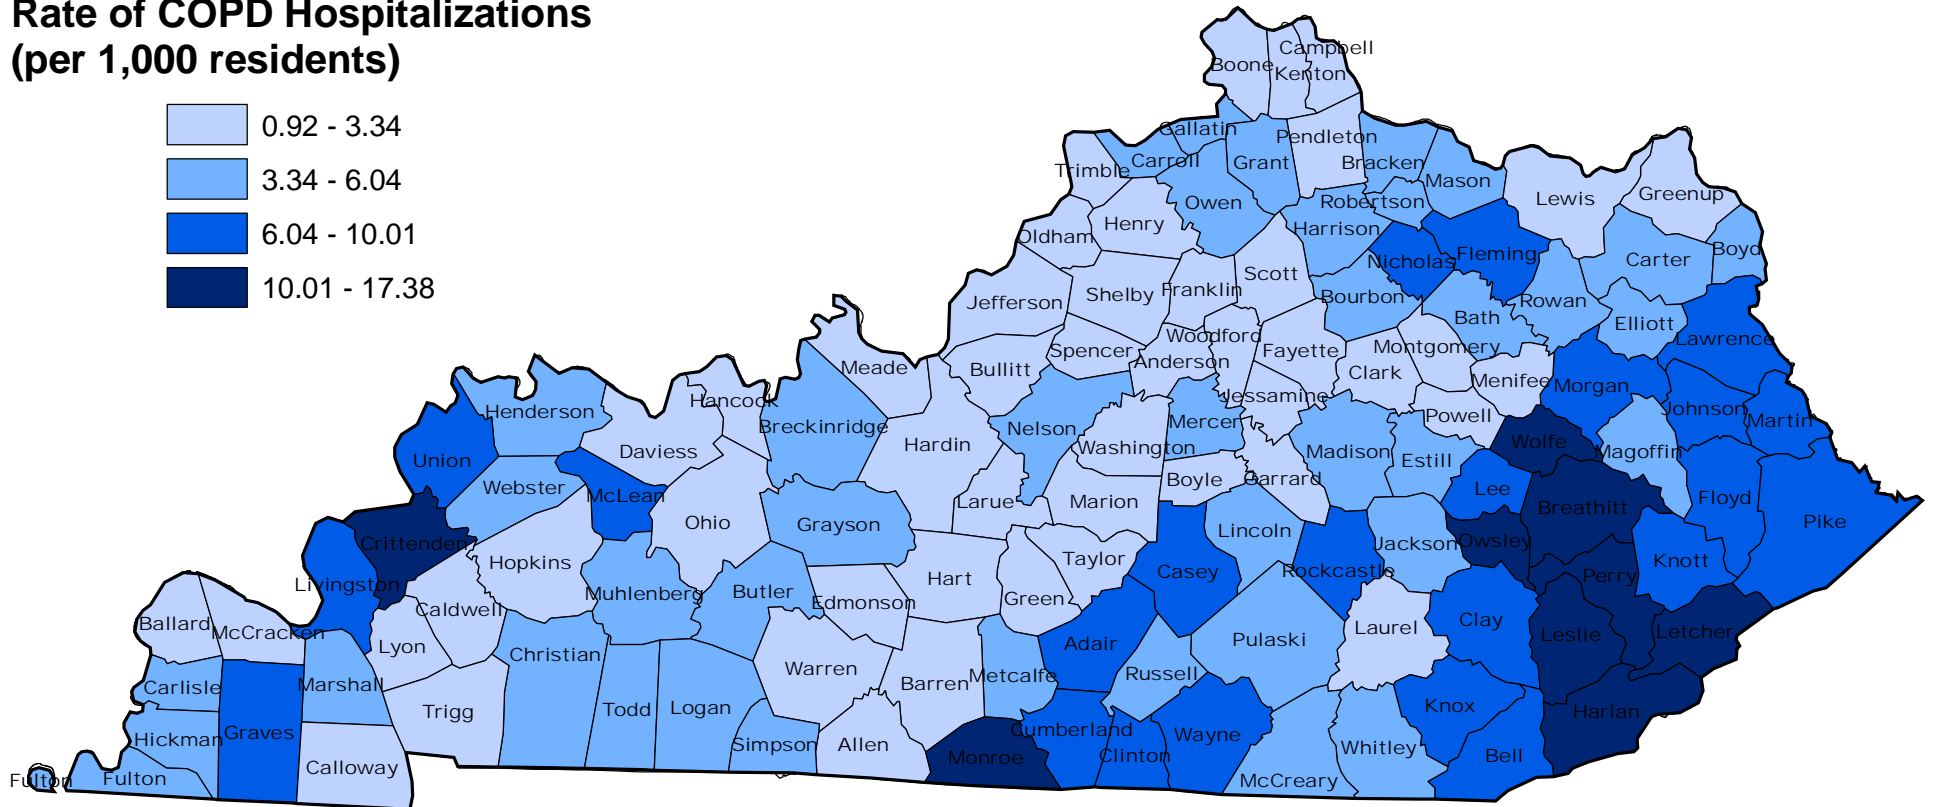 Rate of COPD Hospitalizations
(per 1,000 residents)
0.92 - 3.34
3.34 - 6.04
6.04 - 10.01
10.01 - 17.38
Campbell
Boone
Kenton
Gallatin
Pendleton
Carroll
Grant
Bracken
Trimble
Mason
Owen
Robertson
Lewis
Greenup
Henry
Harrison
Oldham
Nicholas
Fleming
Carter
Boyd
Scott
Jefferson
Shelby
Franklin
Bourbon
Rowan
Bath
Elliott
Woodford
Lawrence
Spencer
Anderson
Fayette
Montgomery
Meade
Bullitt
Clark
Menifee
Morgan
Hancock
Jessamine
Henderson
Breckinridge
Nelson
Mercer
Powell
Johnson
Martin
Daviess
Hardin
Washington
Madison
Wolfe
Magoffin
Union
Estill
Webster
McLean
Larue
Marion
Boyle
Garrard
Lee
Floyd
Ohio
Grayson
Lincoln
Breathitt
Pike
Crittenden
Hopkins
Taylor
Casey
Rockcastle
Jackson
Owsley
Knott
Livingston
Muhlenberg
Butler
Edmonson
Hart
Green
Perry
Ballard
McCracken
Caldwell
Lyon
Christian
Warren
Adair
Pulaski
Laurel
Clay
Leslie
Letcher
Carlisle
Marshall
Barren
Metcalfe
Russell
Trigg
Todd
Logan
Knox
Harlan
Hickman
Graves
Simpson
Allen
Monroe
Cumberland
Clinton
Wayne
Whitley
Bell
Fulton
Fulton
Calloway
McCreary